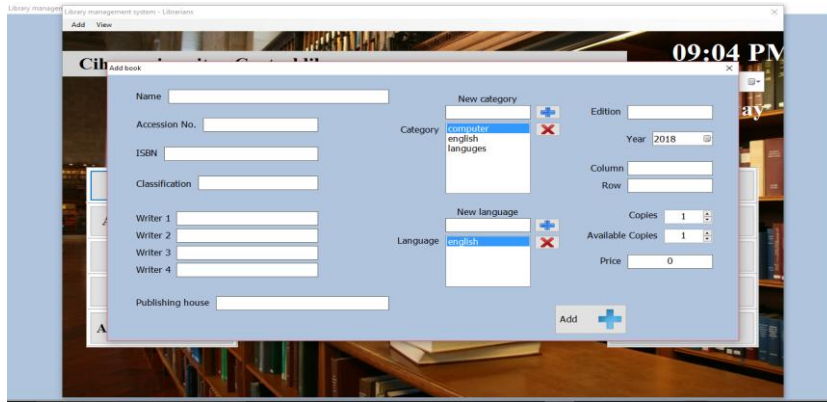 Library management system - Librarians
Add View
09:04 PM
Add book
Name
Accession No.
ISBN
Classification
Writer 1
Writer 2
Writer 3
Writer 4
Publishing house
New category
Category
computer
english
languges
New language
Language
english
Edition
Year 2018
Column
Row
Copies 1
Available Copies 1
Price 0
Add